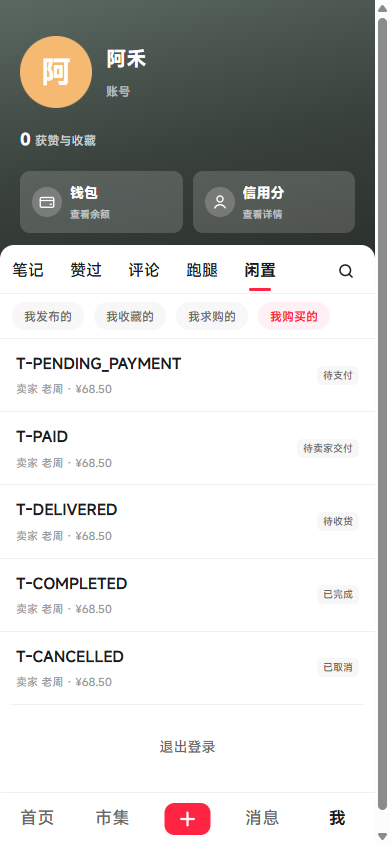 阿
阿禾
账号
0 获赞与收藏
钱包
查看余额
信用分
查看详情
笔记 赞过 评论 跑腿 闲置
我发布的 我收藏的 我求购的 我购买的
T-PENDING_PAYMENT
卖家 老周 · ¥68.50
待支付
T-PAID
卖家 老周 · ¥68.50
待卖家交付
T-DELIVERED
卖家 老周 · ¥68.50
待收货
T-COMPLETED
卖家 老周 · ¥68.50
已完成
T-CANCELLED
卖家 老周 · ¥68.50
已取消
退出登录
首页 市集 消息 我